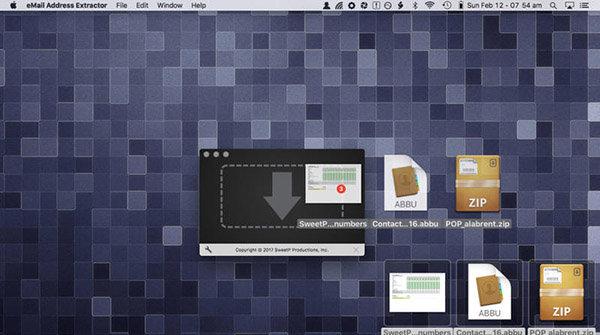 eMail Address Extractor File Edit Window Help
Sun Feb 12 - 07 54 am
3
ABBU
ZIP
SweetP...numbers Contact...16.abbu POP_alabrent.zip
Copyright © 2017 SweetP Productions, Inc.
ABBU
ZIP
SweetP...numbers Contact...16.abbu POP_alabrent.zip